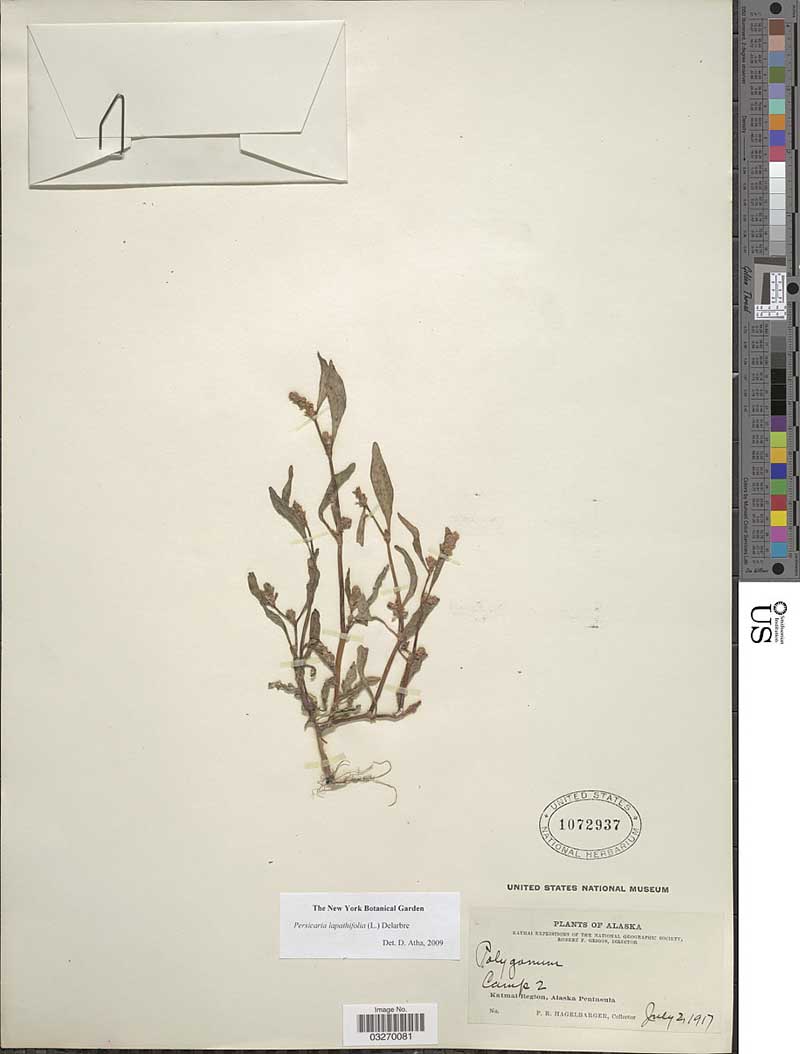 UNITED STATES
NATIONAL HERBARIUM
1072937
UNITED STATES NATIONAL MUSEUM
The New York Botanical Garden
Persicaria lapathifolia (L.) Delarbre
Det. D. Atha, 2009
PLANTS OF ALASKA
KATMAI EXPEDITIONS OF THE NATIONAL GEOGRAPHIC SOCIETY,
ROBERT F. GRIGGS, DIRECTOR
Polygonum
Camp 2
Katmai Region, Alaska Peninsula
No.
P. R. HAGELBARGER, Collector
July 2, 1917
Image No.
03270081
Golden Thread
US
Smithsonian
Institution